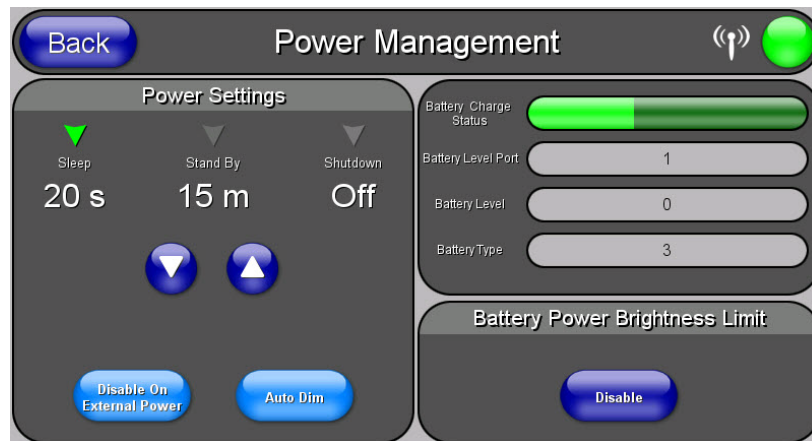 Back
Power Management
Power Settings
Sleep
Stand By
Shutdown
20 s
15 m
Off
Disable On
External Power
Auto Dim
Battery Charge
Status
Battery Level Port
1
Battery Level
0
Battery Type
3
Battery Power Brightness Limit
Disable